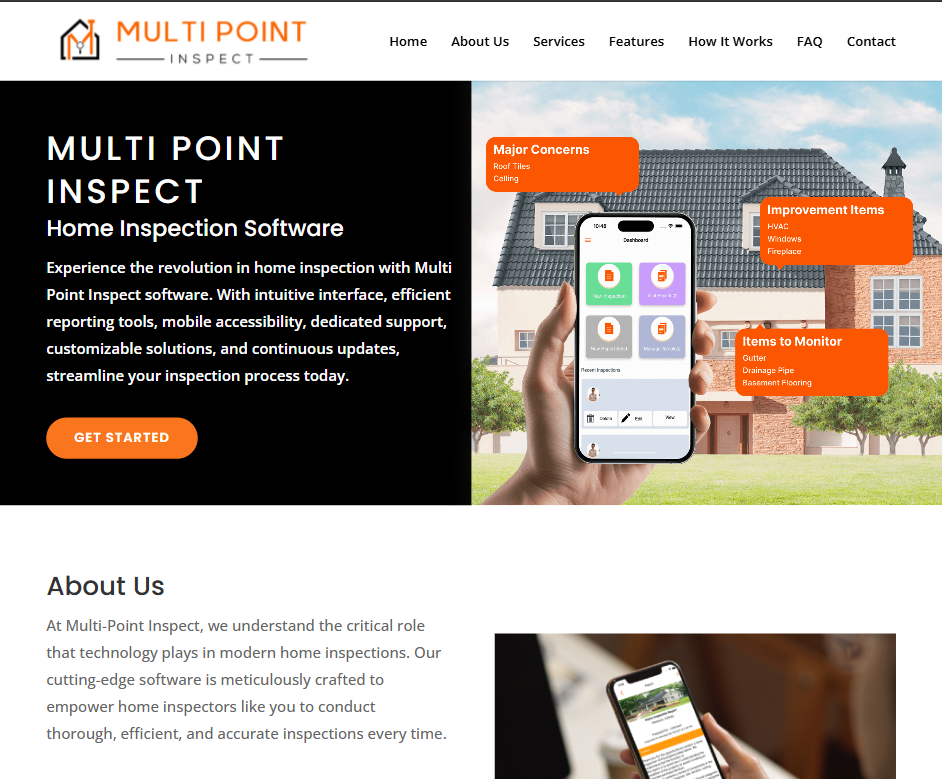 MULTI POINT
INSPECT
Home
About Us
Services
Features
How It Works
FAQ
Contact
MULTI POINT
INSPECT
Home Inspection Software
Experience the revolution in home inspection with Multi
Point Inspect software. With intuitive interface, efficient
reporting tools, mobile accessibility, dedicated support,
customizable solutions, and continuous updates,
streamline your inspection process today.
GET STARTED
Major Concerns
Roof Tiles
Celling
Improvement Items
HVAC
Windows
Fireplace
Items to Monitor
Gutter
Drainage Pipe
Basement Flooring
10:48
Dashboard
New Inspection
Manage Template
Recent Inspections
Delete
Edit
View
About Us
At Multi-Point Inspect, we understand the critical role
that technology plays in modern home inspections. Our
cutting-edge software is meticulously crafted to
empower home inspectors like you to conduct
thorough, efficient, and accurate inspections every time.